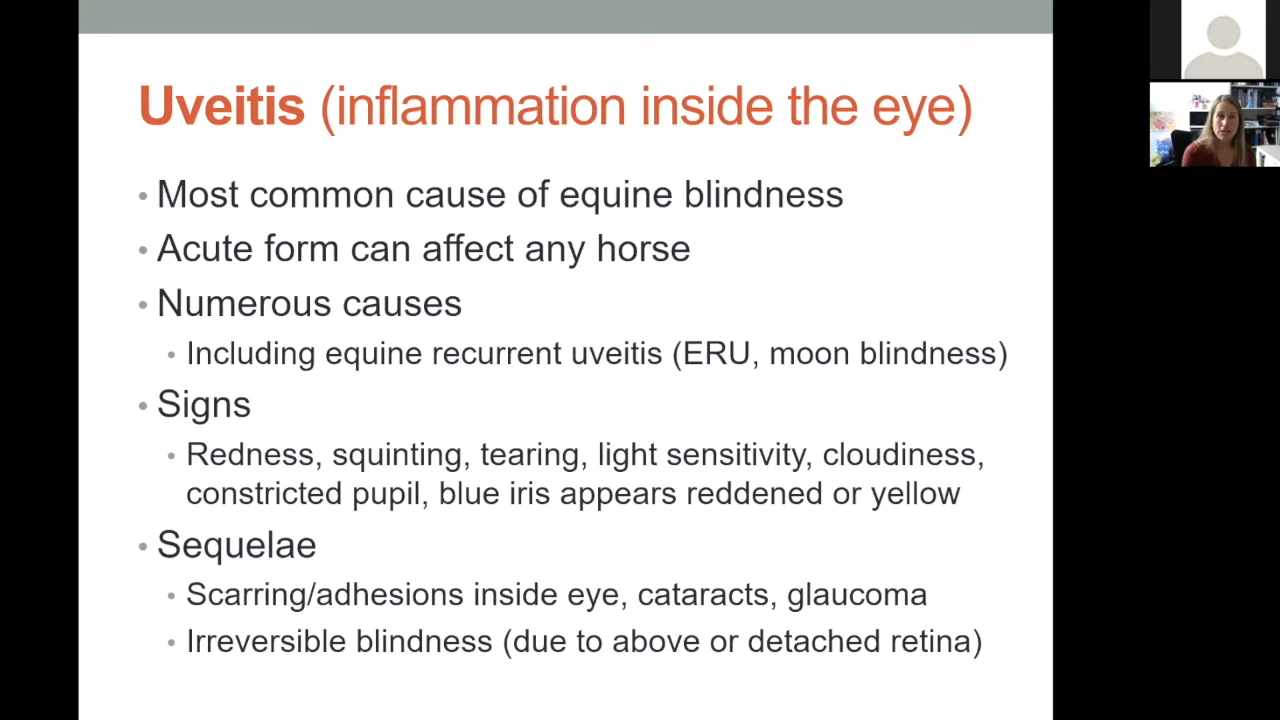 Uveitis (inflammation inside the eye)
• Most common cause of equine blindness
• Acute form can affect any horse
• Numerous causes
• Including equine recurrent uveitis (ERU, moon blindness)
• Signs
• Redness, squinting, tearing, light sensitivity, cloudiness,
constricted pupil, blue iris appears reddened or yellow
• Sequelae
• Scarring/adhesions inside eye, cataracts, glaucoma
• Irreversible blindness (due to above or detached retina)